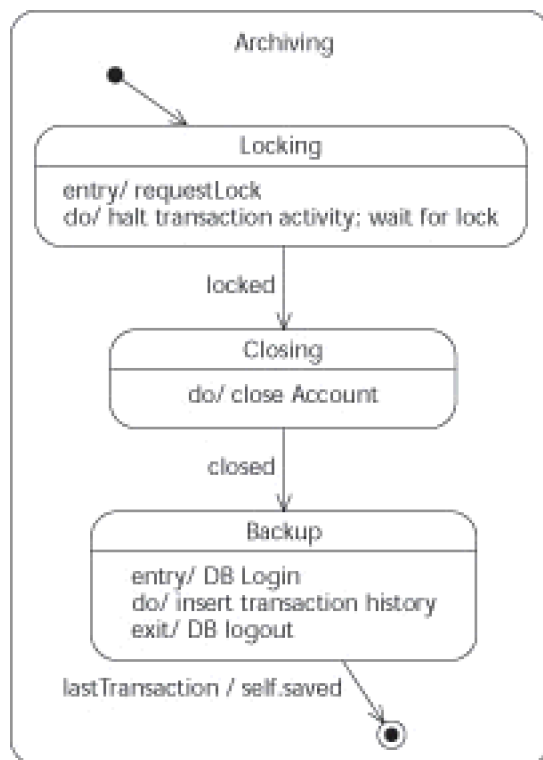 Archiving
Locking
entry/ requestLock
do/ halt transaction activity; wait for lock
locked
Closing
do/ close Account
closed
Backup
entry/ DB Login
do/ insert transaction history
exit/ DB logout
lastTransaction / self.saved